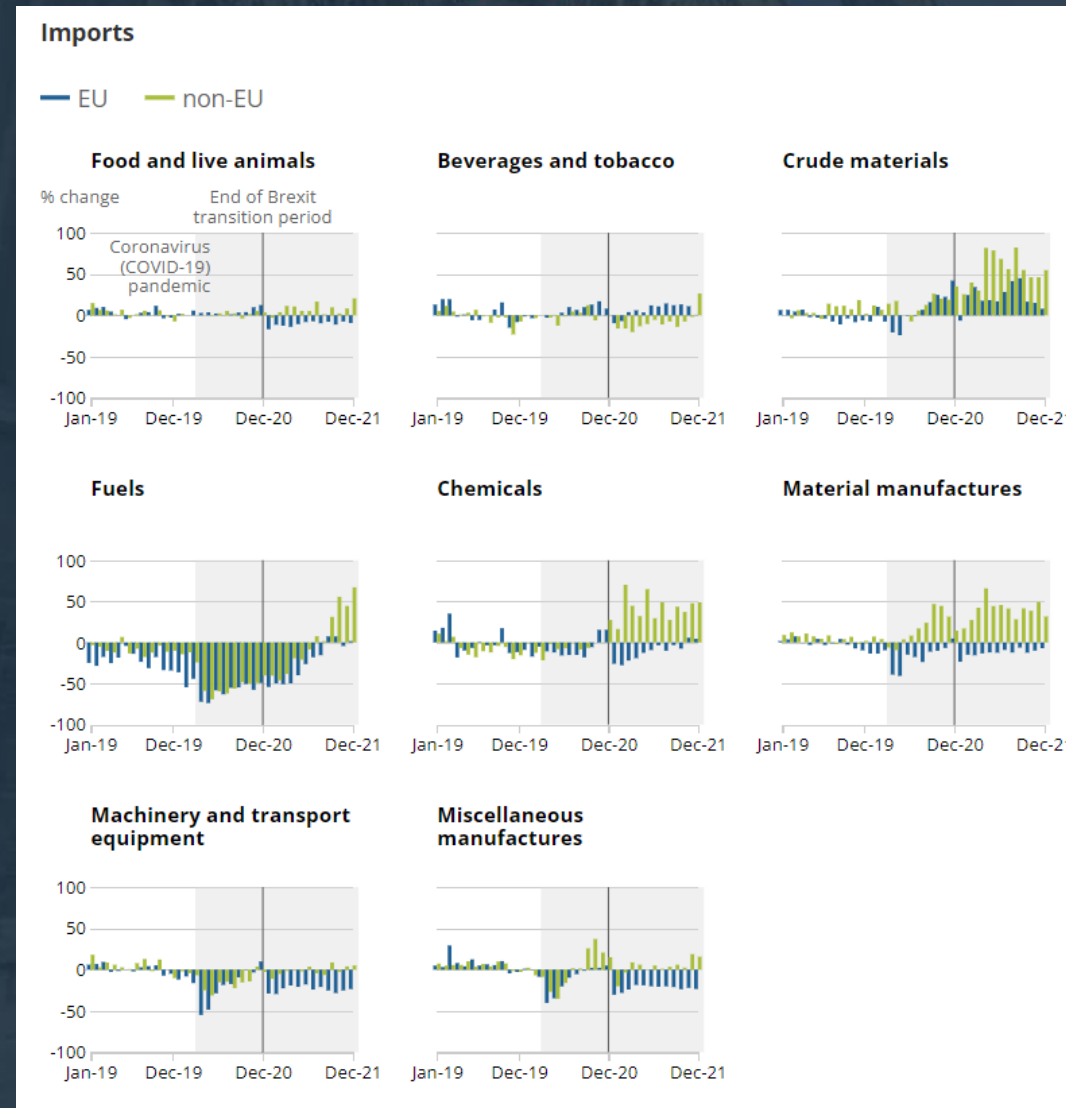 Imports
EU non-EU
Food and live animals
% change
End of Brexit
transition period
Coronavirus
(COVID-19)
pandemic
100
50
0
-50
-100
Jan-19 Dec-19 Dec-20 Dec-21
Beverages and tobacco
Jan-19 Dec-19 Dec-20 Dec-21
Crude materials
Jan-19 Dec-19 Dec-20 Dec-21
Fuels
100
50
0
-50
-100
Jan-19 Dec-19 Dec-20 Dec-21
Chemicals
Jan-19 Dec-19 Dec-20 Dec-21
Material manufactures
Jan-19 Dec-19 Dec-20 Dec-21
Machinery and transport
equipment
100
50
0
-50
-100
Jan-19 Dec-19 Dec-20 Dec-21
Miscellaneous
manufactures
Jan-19 Dec-19 Dec-20 Dec-21